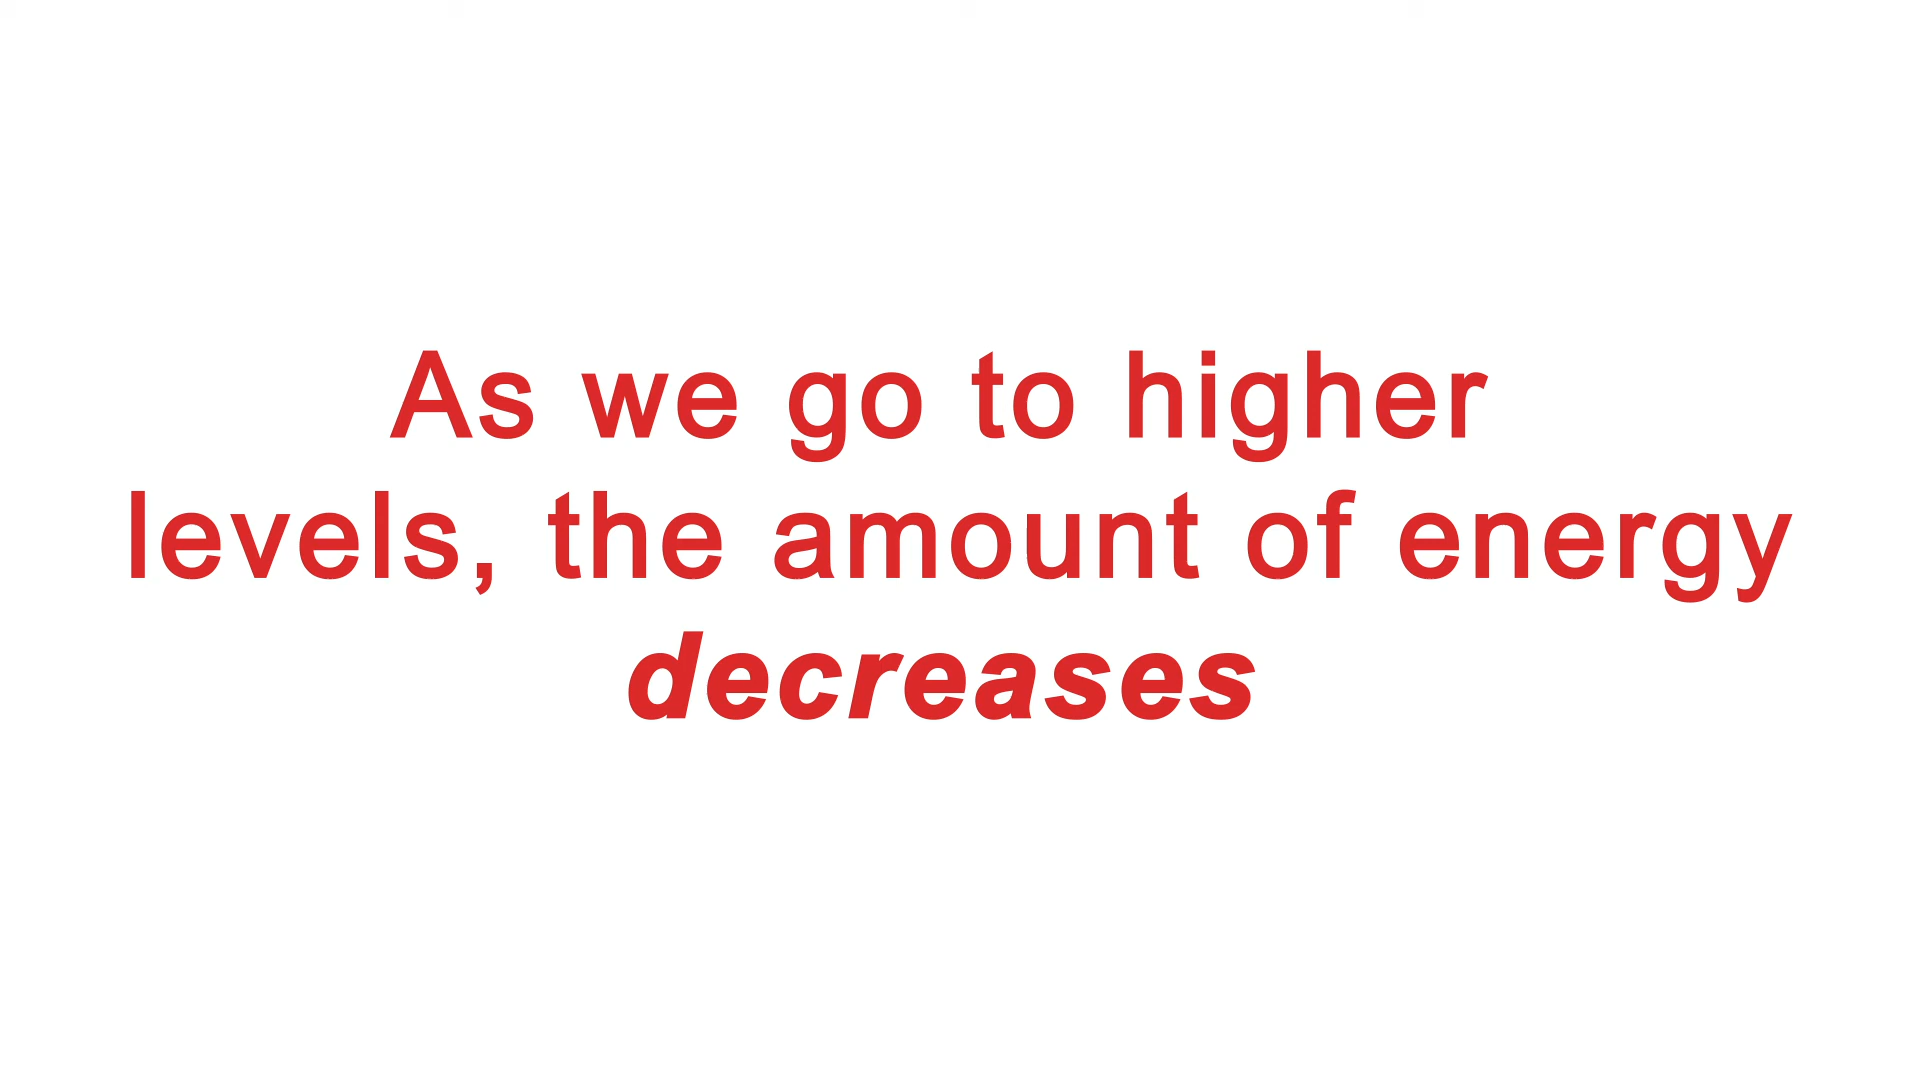 As we go to higher
levels, the amount of energy
decreases